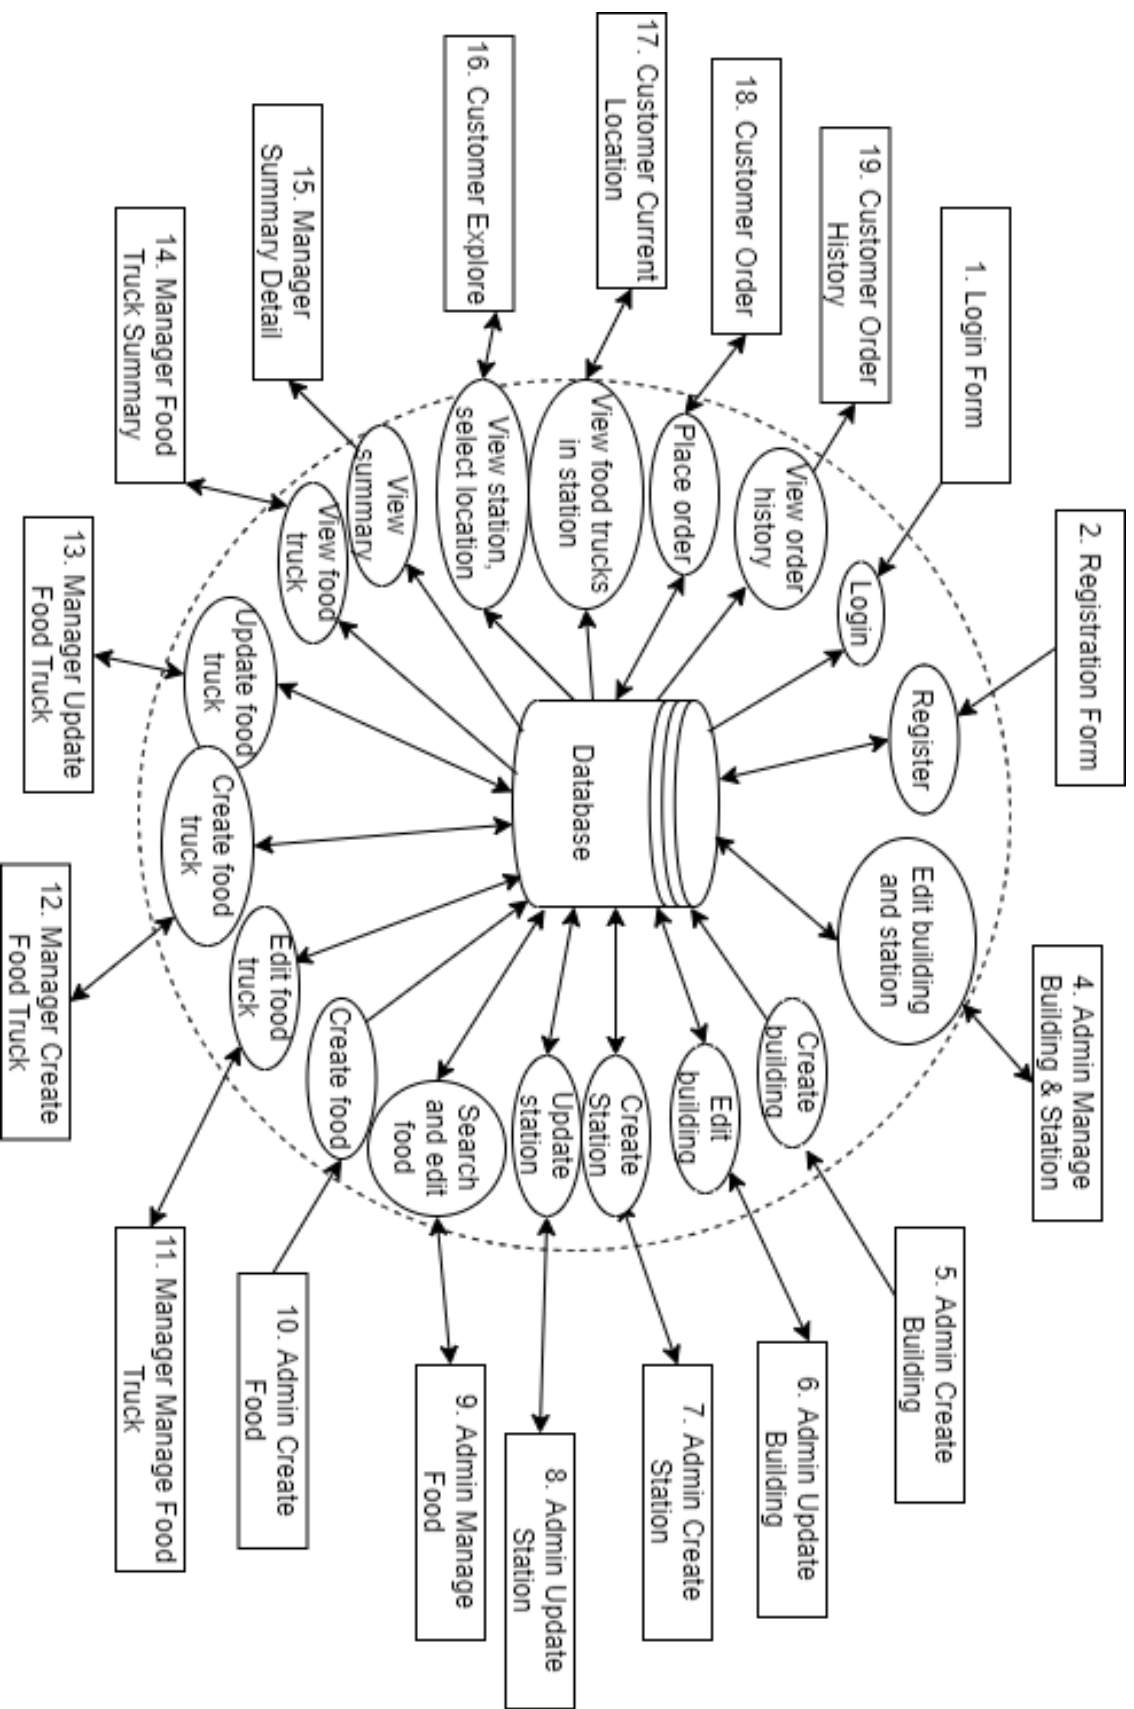 1. Login Form
2. Registration Form
4. Admin Manage
Building & Station
5. Admin Create
Building
6. Admin Update
Building
7. Admin Create
Station
8. Admin Update
Station
9. Admin Manage
Food
10. Admin Create
Food
11. Manager Manage Food
Truck
12. Manager Create
Food Truck
13. Manager Update
Food Truck
14. Manager Food
Truck Summary
15. Manager
Summary Detail
16. Customer Explore
17. Customer Current
Location
18. Customer Order
19. Customer Order
History
Login
Register
Edit building
and station
Create
building
Edit
building
Create
Station
Update
station
Search
and edit
food
Create food
Edit food
truck
Create food
truck
Update food
truck
View food
truck
View
summary
View station,
select location
View food trucks
in station
Place order
View order
history
Database